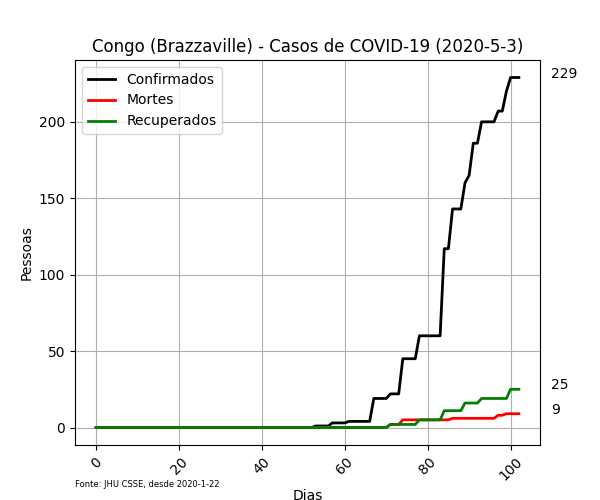 Congo (Brazzaville) - Casos de COVID-19 (2020-5-3)
Confirmados
Mortes
Recuperados
229
25
9
200
150
100
50
0
Pessoas
0 20 40 60 80 100
Fonte: JHU CSSE, desde 2020-1-22
Dias